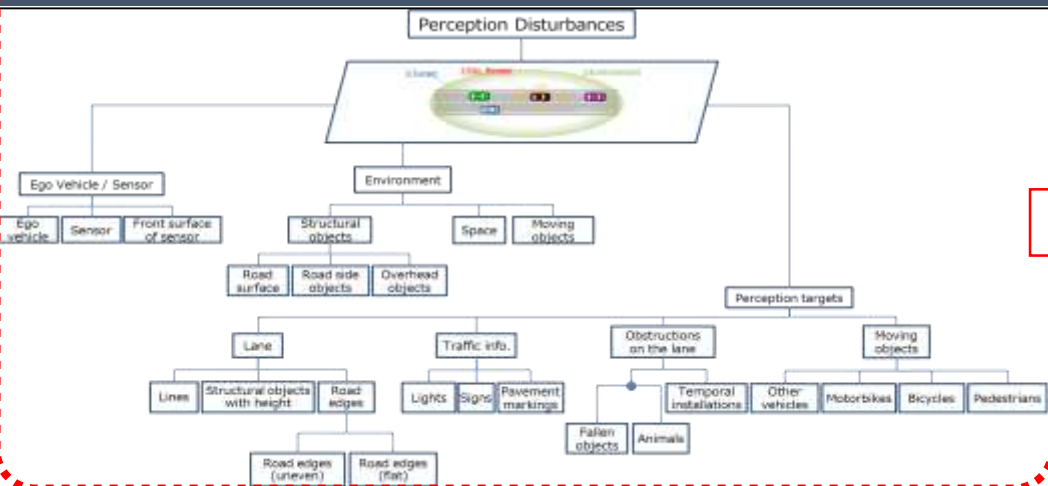 Perception Disturbances
Ego Vehicle / Sensor
Environment
Ego
vehicle
Sensor
Front surface
of sensor
Structural
objects
Space
Moving
objects
Road
surface
Road side
objects
Overhead
objects
Perception targets
Lane
Traffic info.
Obstructions
on the lane
Moving
objects
Lines
Structural objects
with height
Road
edges
Lights
Signs
Pavement
markings
Temporal
installations
Other
vehicles
Motorbikes
Bicycles
Pedestrians
Fallen
objects
Animals
Road edges
(uneven)
Road edges
(flat)